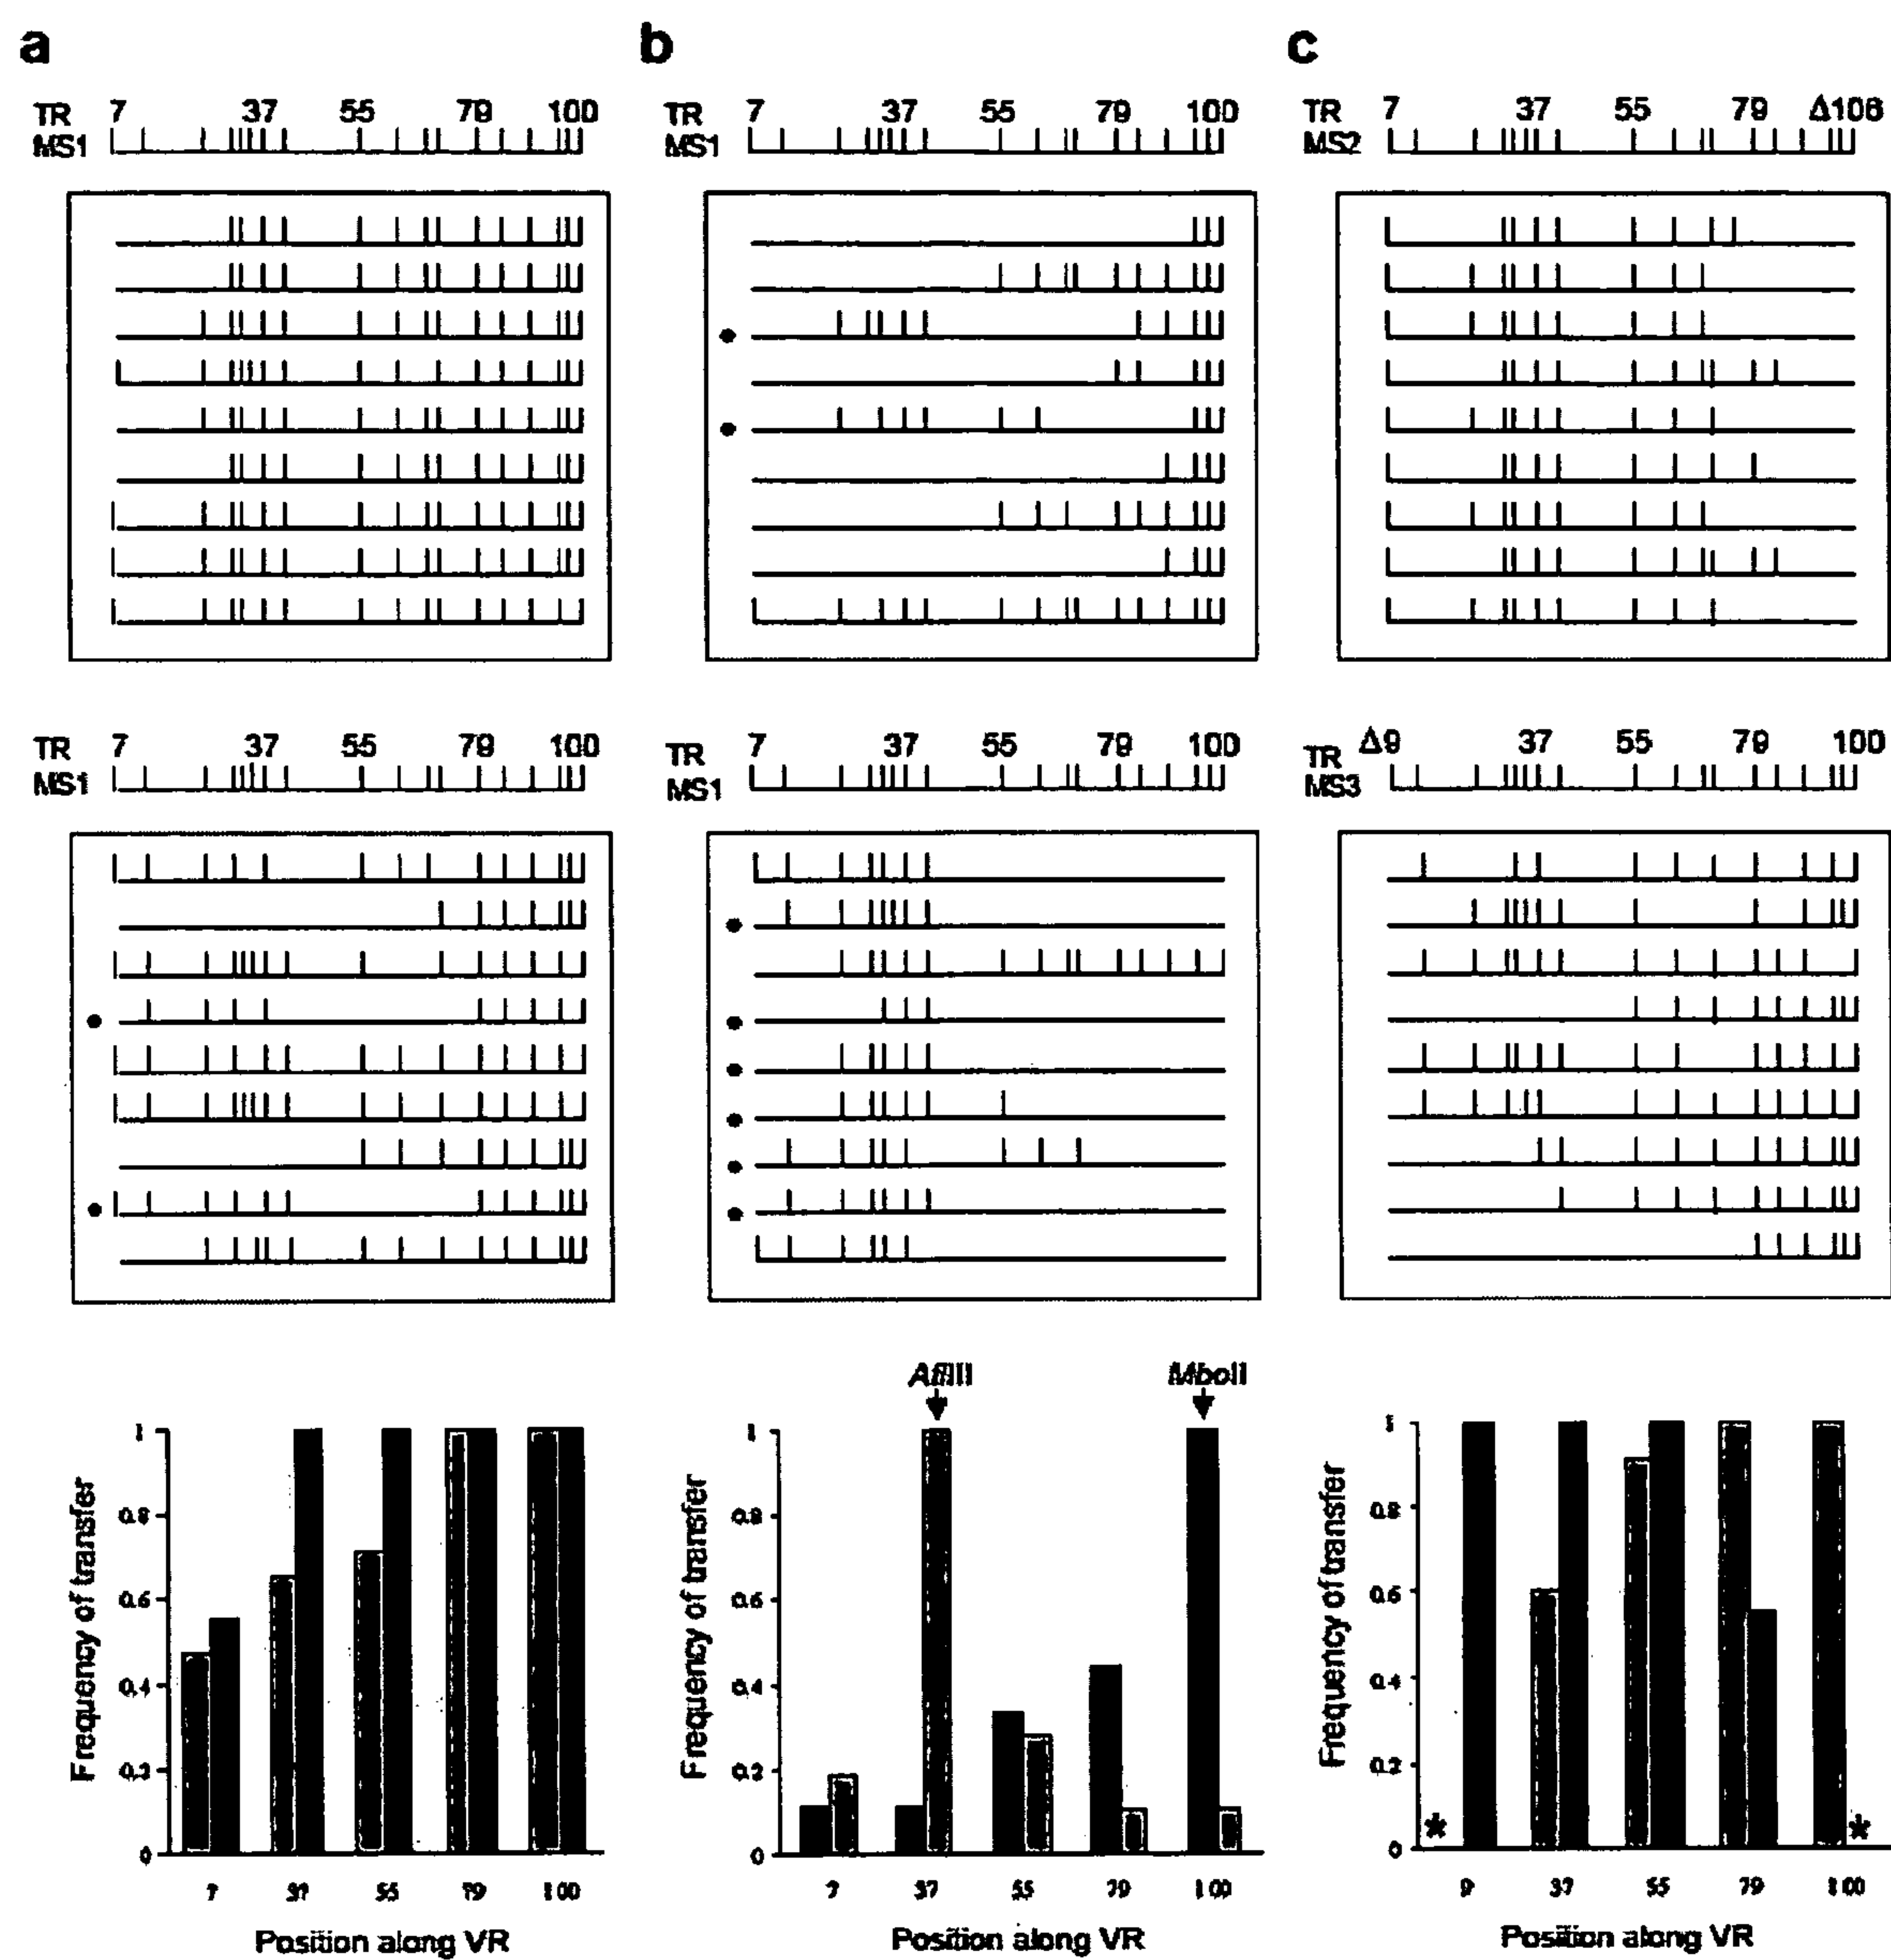 a
TR 7 37 55 79 100
MS1
TR 7 37 55 79 100
MS1
Frequency of transfer
1
0.8
0.6
0.4
0.2
0
7 37 55 79 100
Position along VR
b
TR 7 37 55 79 100
MS1
TR 7 37 55 79 100
MS1
AflII MboII
Frequency of transfer
1
0.8
0.6
0.4
0.2
0
7 37 55 79 100
Position along VR
c
TR 7 37 55 79 Δ106
MS2
TR Δ9 37 55 79 100
MS3
Frequency of transfer
1
0.8
0.6
0.4
0.2
0
* *
9 37 55 79 100
Position along VR